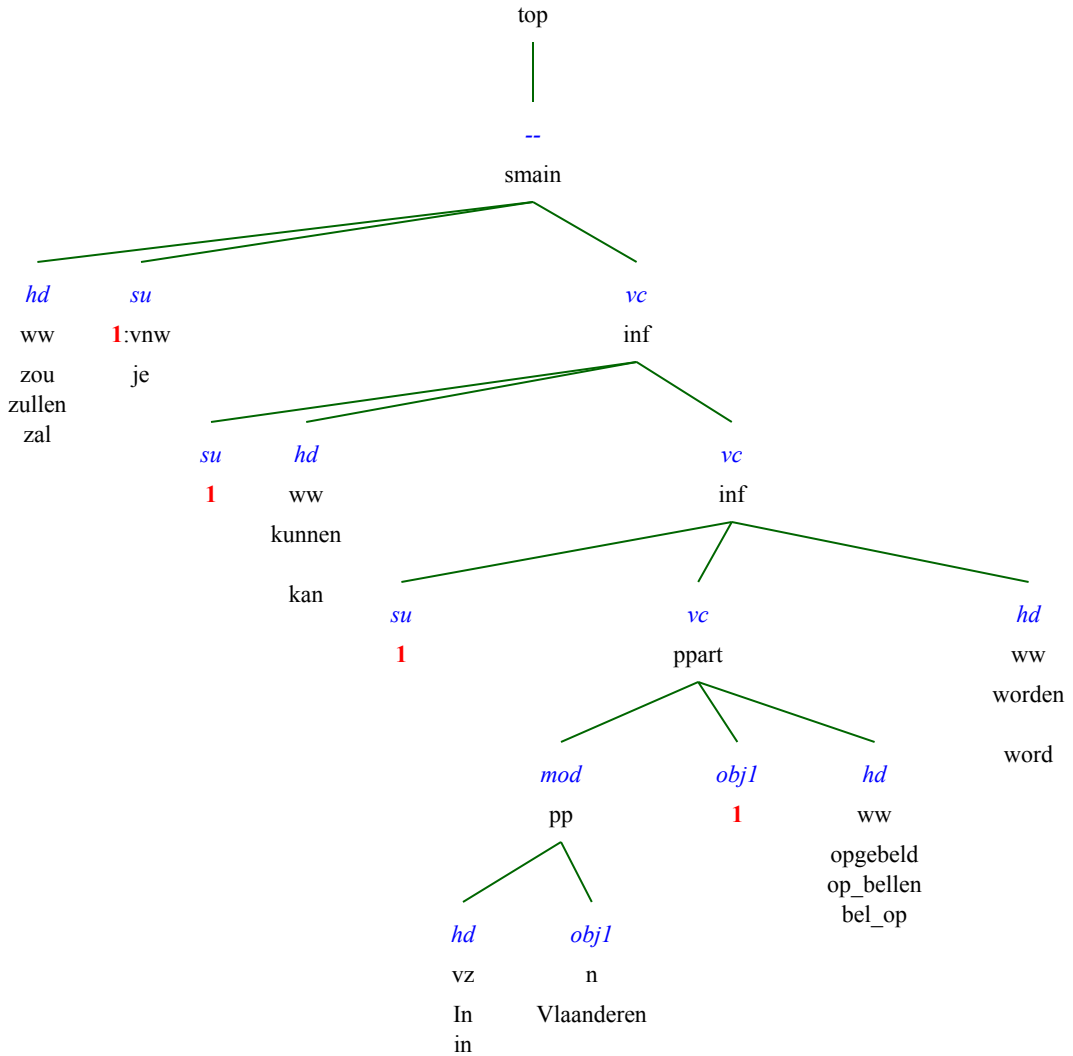 top
--
smain
hd su vc
ww 1:vnw inf
zou je
zullen
zal
su hd vc
1 ww inf
kunnen
kan
su vc hd
1 ppart ww
worden
word
mod obj1 hd
pp 1 ww
opgebeld
op_bellen
bel_op
hd obj1
vz n
In Vlaanderen
in